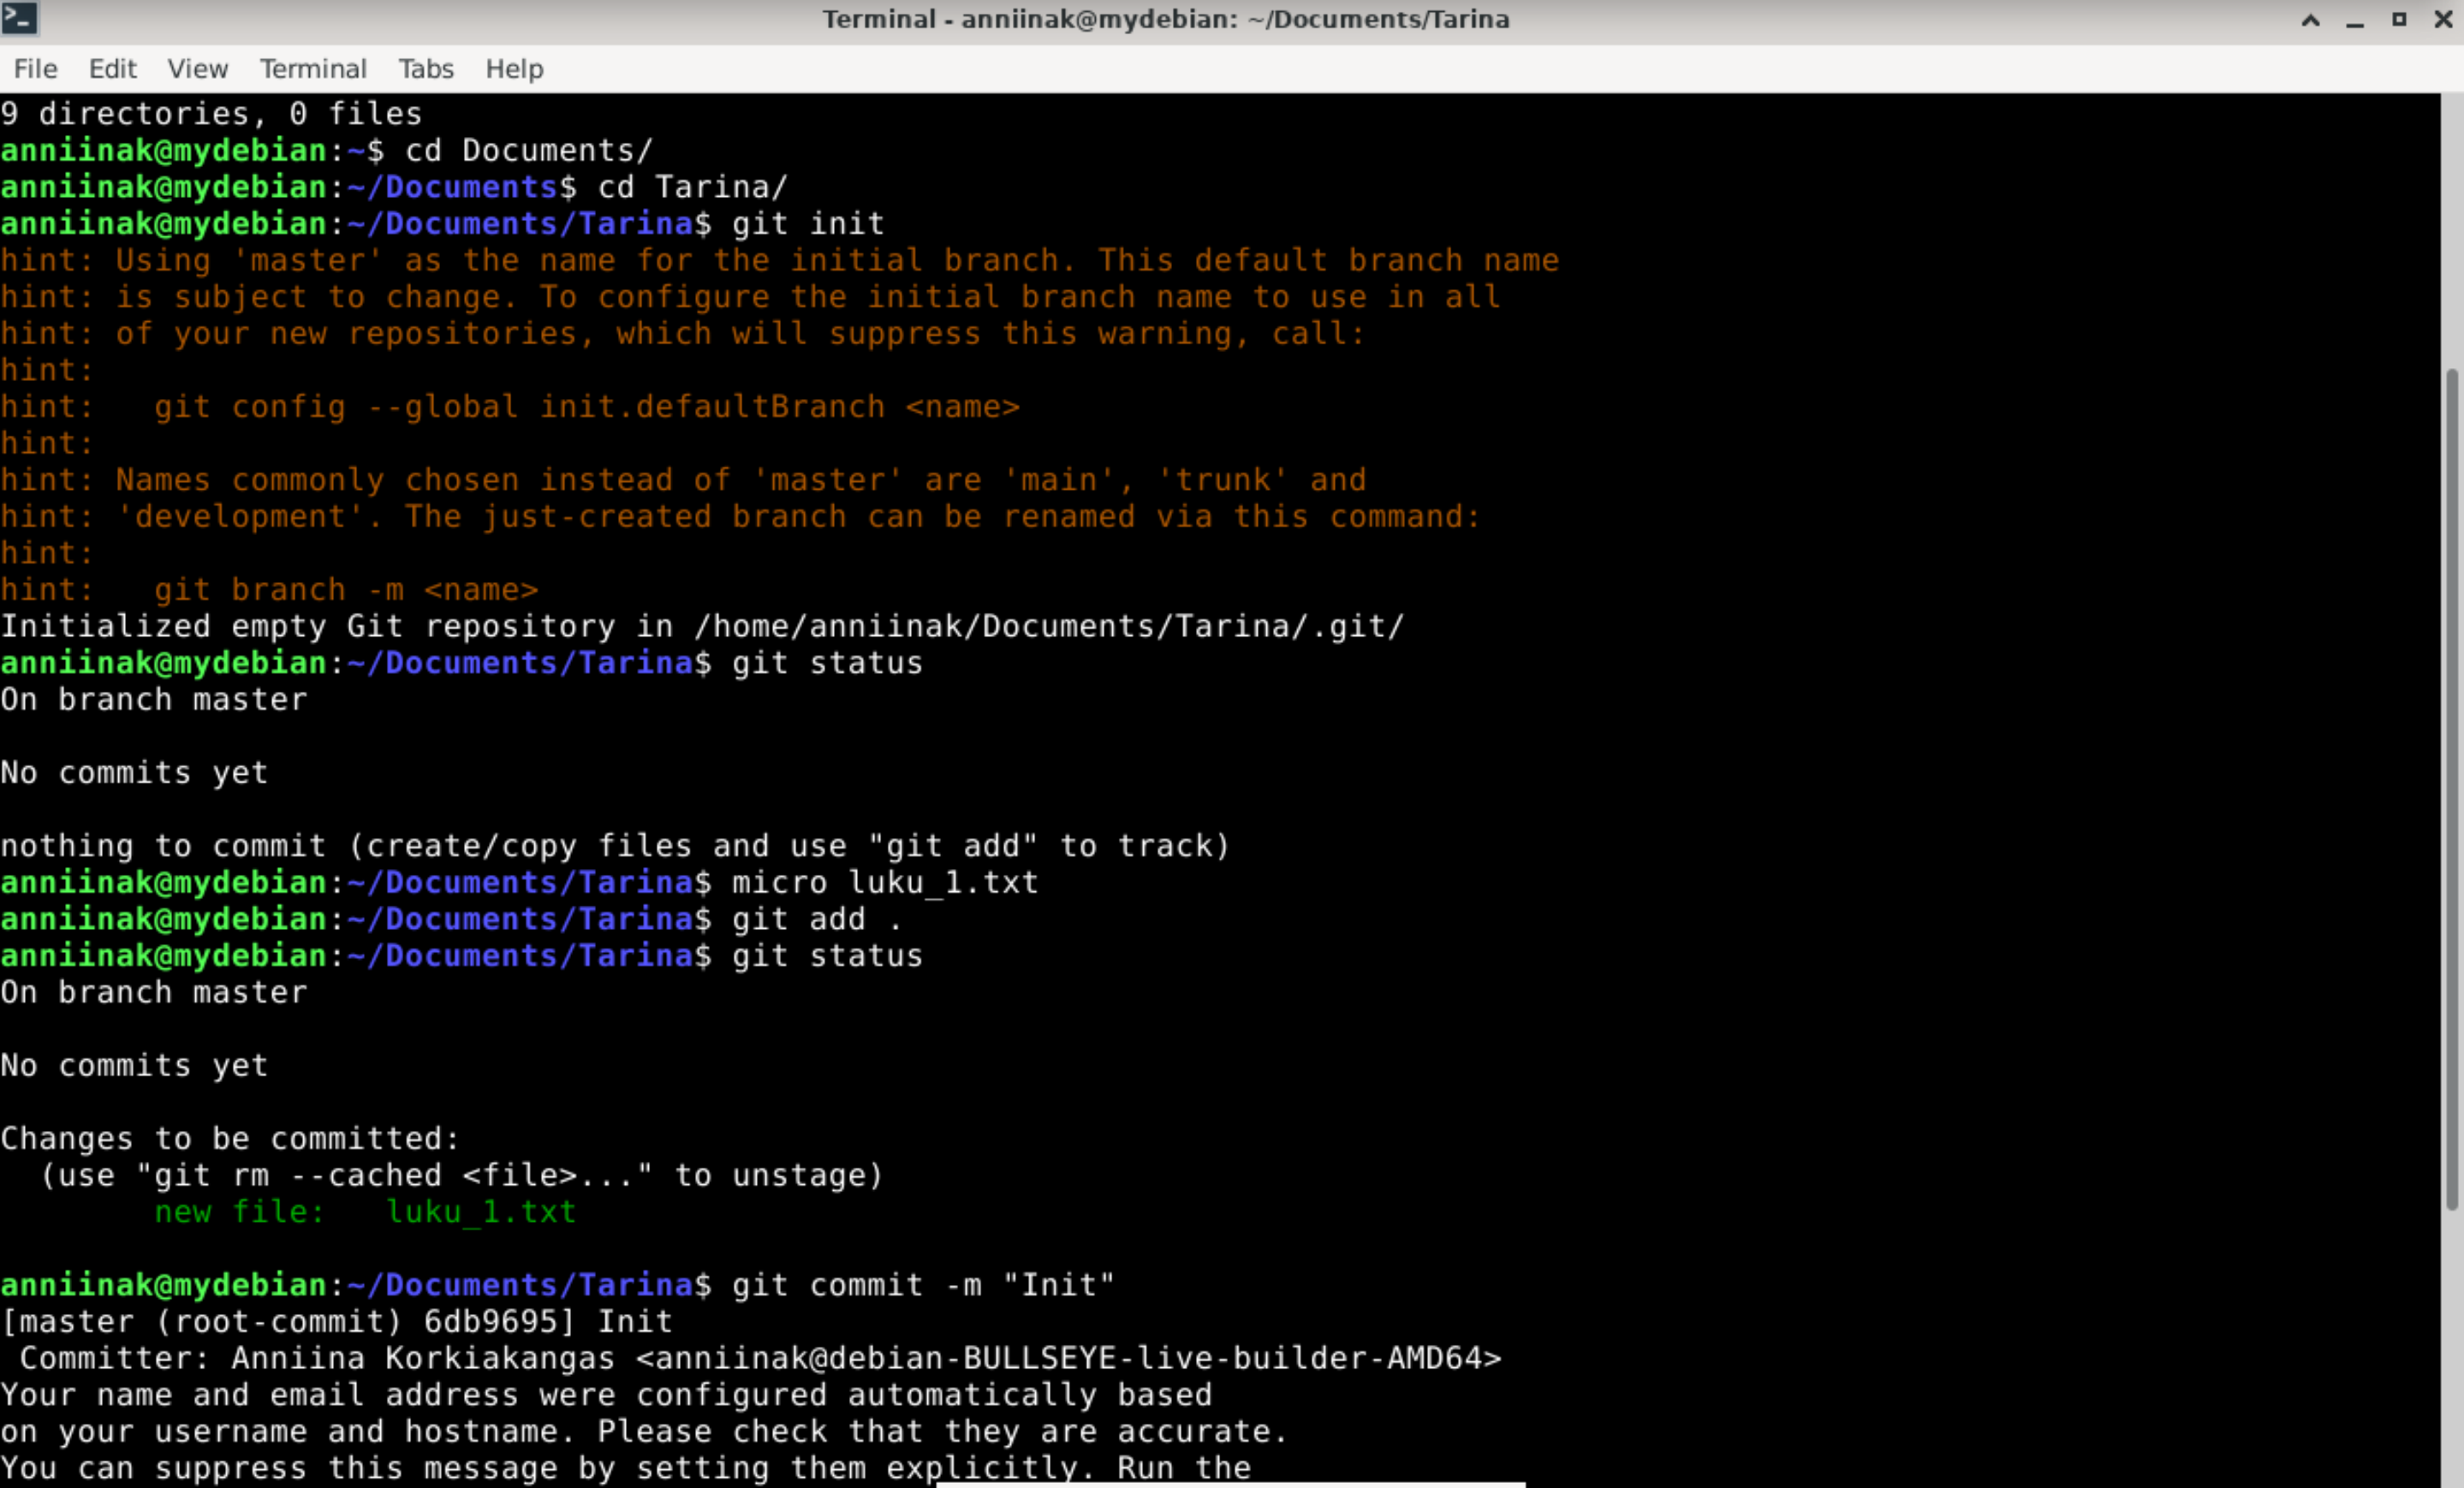 Terminal - anniinak@mydebian: ~/Documents/Tarina
File Edit View Terminal Tabs Help
9 directories, 0 files
anniinak@mydebian:~$ cd Documents/
anniinak@mydebian:~/Documents$ cd Tarina/
anniinak@mydebian:~/Documents/Tarina$ git init
hint: Using 'master' as the name for the initial branch. This default branch name
hint: is subject to change. To configure the initial branch name to use in all
hint: of your new repositories, which will suppress this warning, call:
hint:
hint:   git config --global init.defaultBranch <name>
hint:
hint: Names commonly chosen instead of 'master' are 'main', 'trunk' and
hint: 'development'. The just-created branch can be renamed via this command:
hint:
hint:   git branch -m <name>
Initialized empty Git repository in /home/anniinak/Documents/Tarina/.git/
anniinak@mydebian:~/Documents/Tarina$ git status
On branch master
No commits yet
nothing to commit (create/copy files and use "git add" to track)
anniinak@mydebian:~/Documents/Tarina$ micro luku_1.txt
anniinak@mydebian:~/Documents/Tarina$ git add .
anniinak@mydebian:~/Documents/Tarina$ git status
On branch master
No commits yet
Changes to be committed:
  (use "git rm --cached <file>..." to unstage)
        new file:   luku_1.txt
anniinak@mydebian:~/Documents/Tarina$ git commit -m "Init"
[master (root-commit) 6db9695] Init
 Committer: Anniina Korkiakangas <anniinak@debian-BULLSEYE-live-builder-AMD64>
Your name and email address were configured automatically based
on your username and hostname. Please check that they are accurate.
You can suppress this message by setting them explicitly. Run the